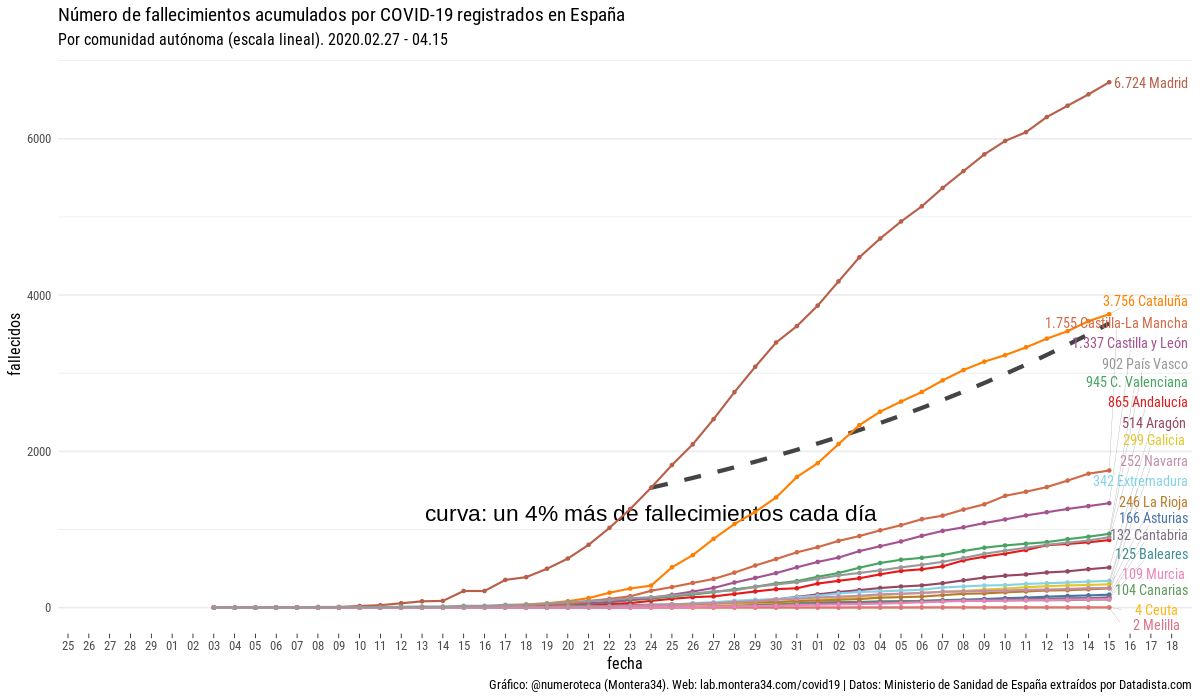 Número de fallecimientos acumulados por COVID-19 registrados en España
Por comunidad autónoma (escala lineal). 2020.02.27 - 04.15
6.724 Madrid
6000
4000
3.756 Cataluña
1.755 Castilla-La Mancha
1.337 Castilla y León
902 País Vasco
945 C. Valenciana
865 Andalucía
514 Aragón
299 Galicia
2000
252 Navarra
342 Extremadura
246 La Rioja
curva: un 4% más de fallecimientos cada día
166 Asturias
132 Cantabria
125 Baleares
109 Murcia
104 Canarias
0
4 Ceuta
2 Melilla
fallecidos
25 26 27 28 29 01 02 03 04 05 06 07 08 09 10 11 12 13 14 15 16 17 18 19 20 21 22 23 24 25 26 27 28 29 30 31 01 02 03 04 05 06 07 08 09 10 11 12 13 14 15 16 17 18
fecha
Gráfico: @numeroteca (Montera34). Web: lab.montera34.com/covid19 | Datos: Ministerio de Sanidad de España extraídos por Datadista.com